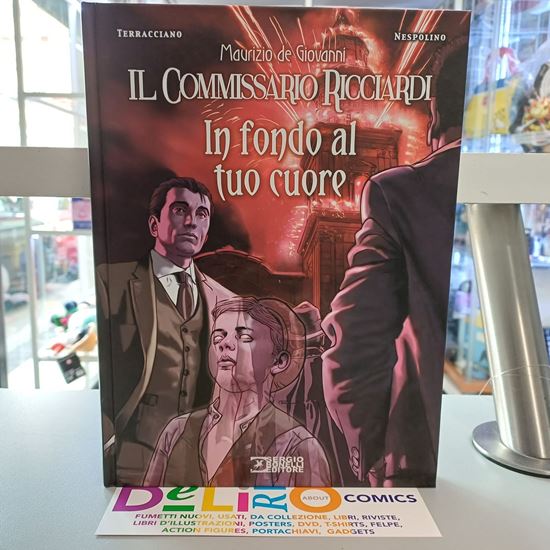 TERRACCIANO
NESPOLINO
Maurizio de Giovanni
IL COMMISSARIO RICCIARDI
In fondo al
tuo cuore
SERGIO
BONELLI
EDITORE
DELIRIO
ABOUT
COMICS
FUMETTI NUOVI, USATI, DA COLLEZIONE, LIBRI, RIVISTE,
LIBRI D'ILLUSTRAZIONI, POSTERS, DVD, T-SHIRTS, FELPE,
ACTION FIGURES, PORTACHIAVI, GADGETS